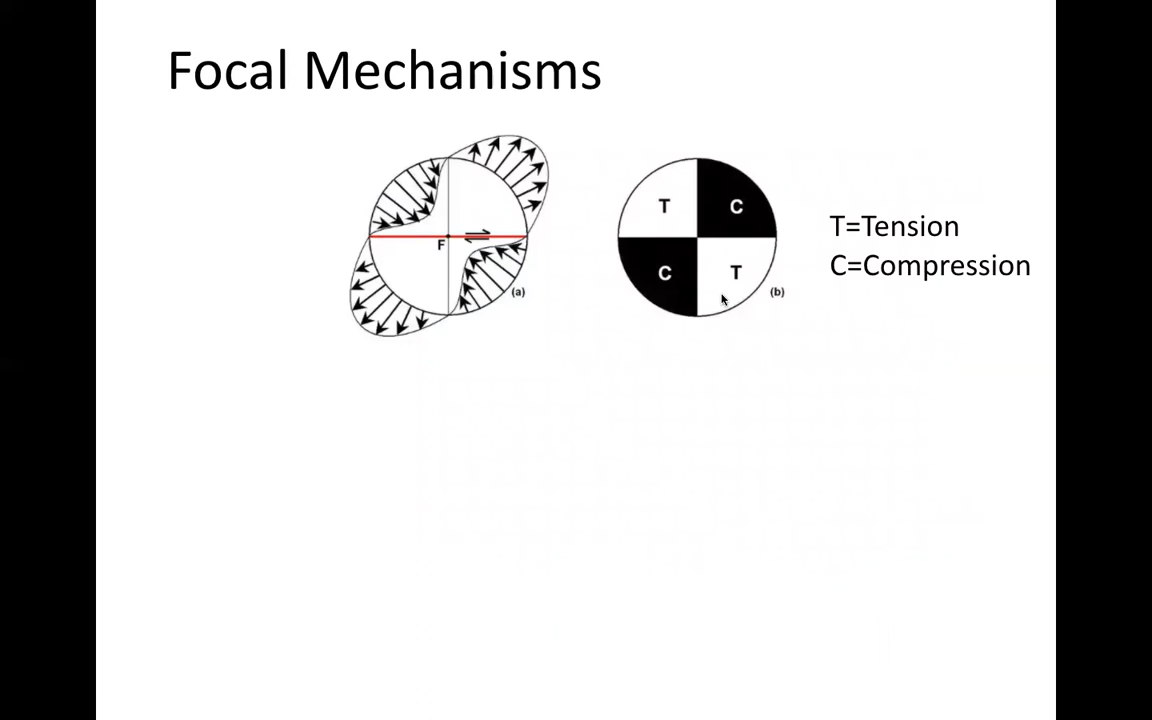 Focal Mechanisms
F
(a)
T
C
C
T
(b)
T=Tension
C=Compression